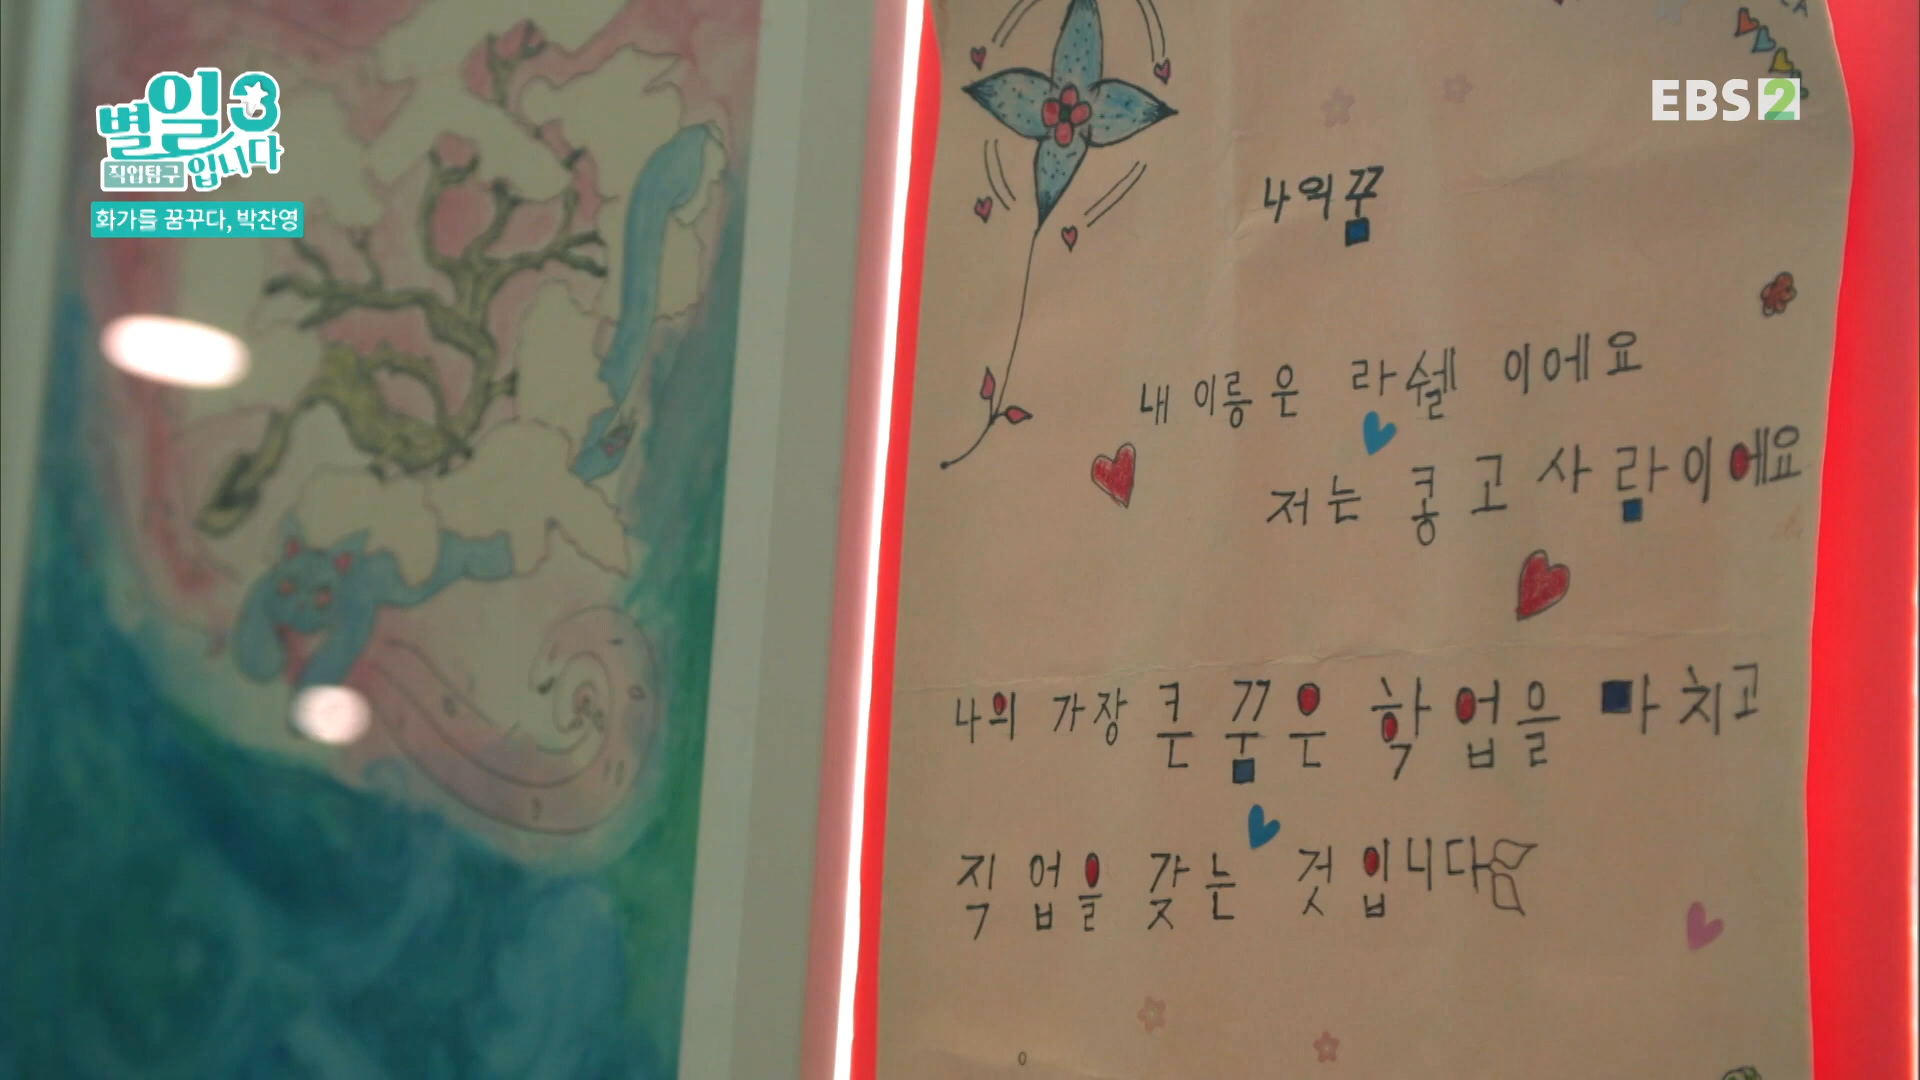 별일입니다3
직업탐구
화가를 꿈꾸다, 박찬영
EBS2
나의꿈
내 이름은 라쉘 이에요
저는 콩고사람이에요
나의 가장 큰 꿈은 학업을 마치고
직업을 갖는 것입니다